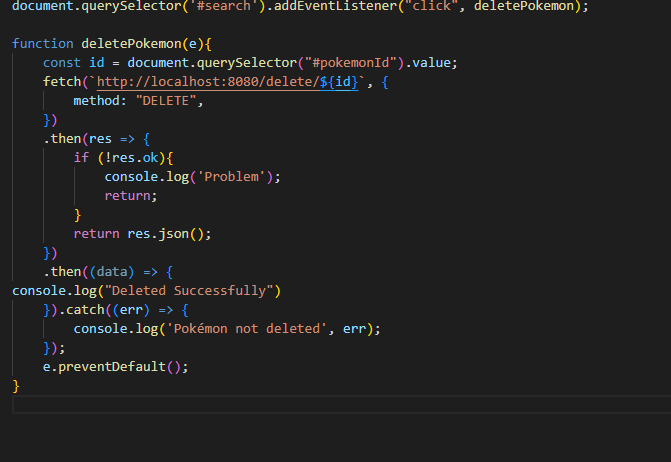 document.querySelector('#search').addEventListener("click", deletePokemon);
function deletePokemon(e){
const id = document.querySelector("#pokemonId").value;
fetch(`http://localhost:8080/delete/${id}`, {
method: "DELETE",
})
.then(res => {
if (!res.ok){
console.log('Problem');
return;
}
return res.json();
})
.then((data) => {
console.log("Deleted Successfully")
}).catch((err) => {
console.log('Pokémon not deleted', err);
});
e.preventDefault();
}